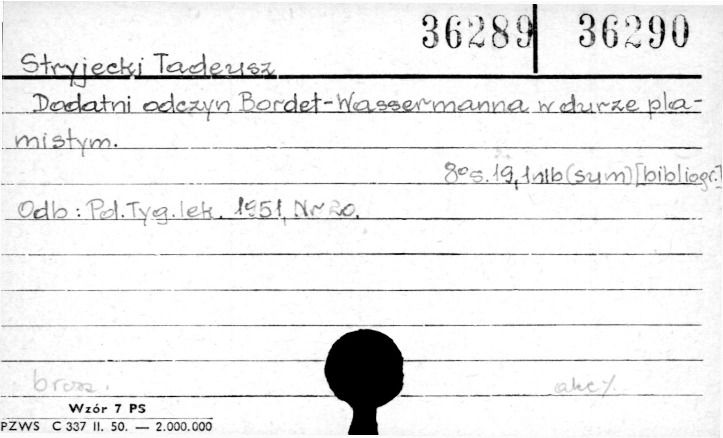 36289 36290
Stryjecki Tadeusz
Dodatni odczyn Bordet-Wassermanna w durze pla-
mistym.
8° s. 19, 1 nlb (sum) [bibliogr.]
Odb: Pol. Tyg. lek. 1951, Nr 20.
brosz. akc/.
Wzór 7 PS
PZWS C 337 II. 50. — 2.000.000